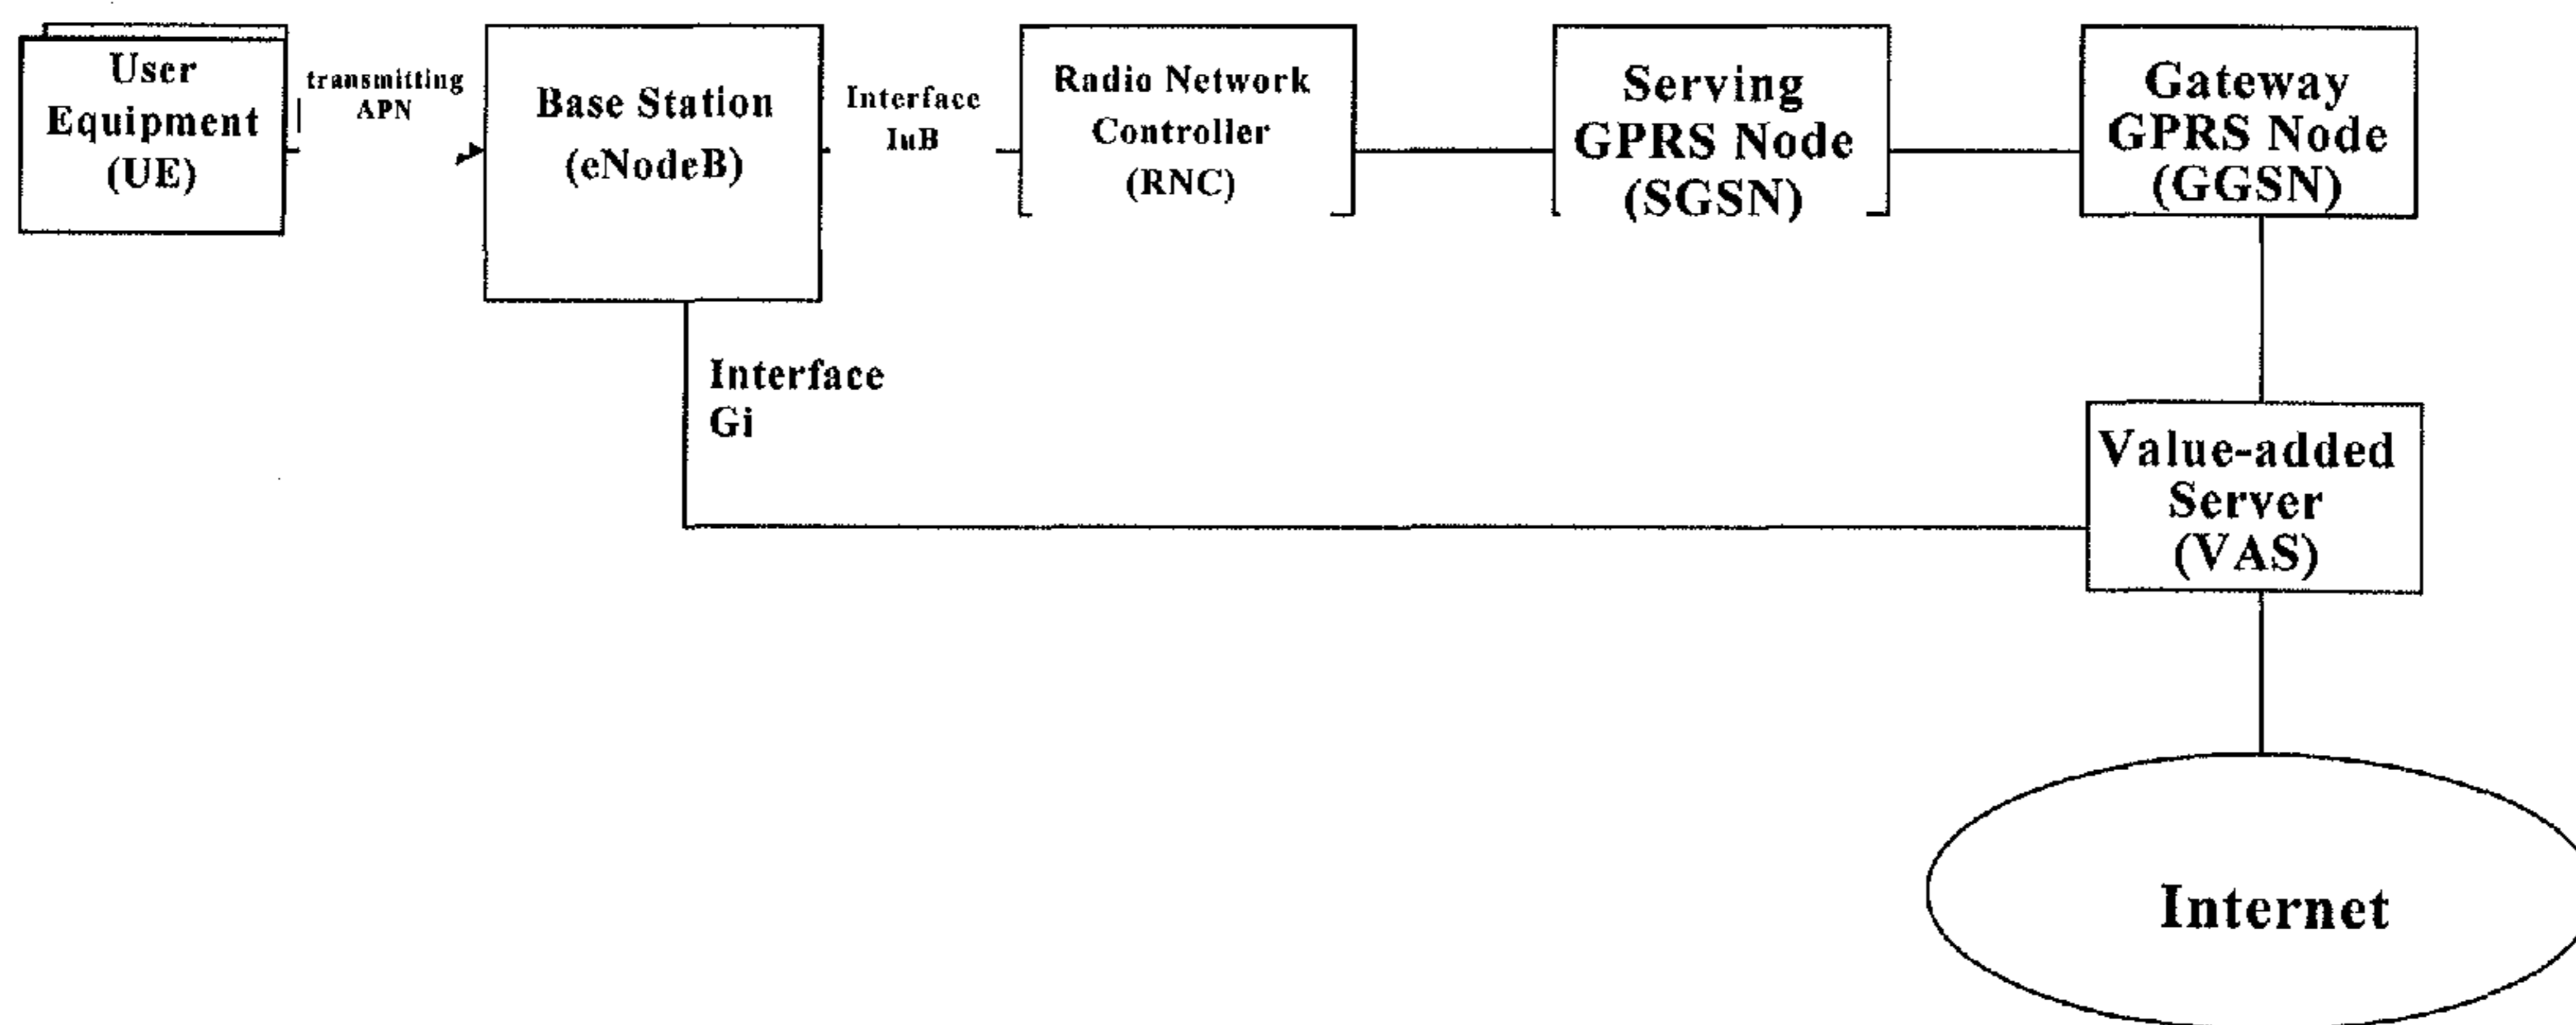 User
Equipment
(UE)
transmitting
APN
Base Station
(eNodeB)
Interface
IuB
Radio Network
Controller
(RNC)
Serving
GPRS Node
(SGSN)
Gateway
GPRS Node
(GGSN)
Interface
Gi
Value-added
Server
(VAS)
Internet